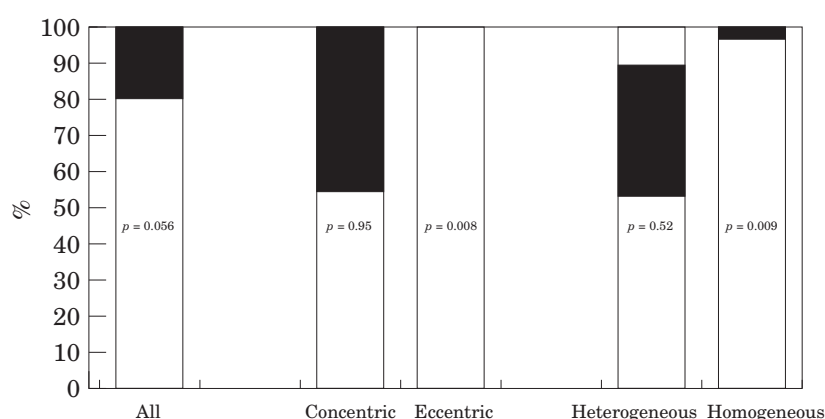 100
90
80
70
60
50
40
30
20
10
0
%
p = 0.056
p = 0.95
p = 0.008
p = 0.52
p = 0.009
All
Concentric
Eccentric
Heterogeneous
Homogeneous